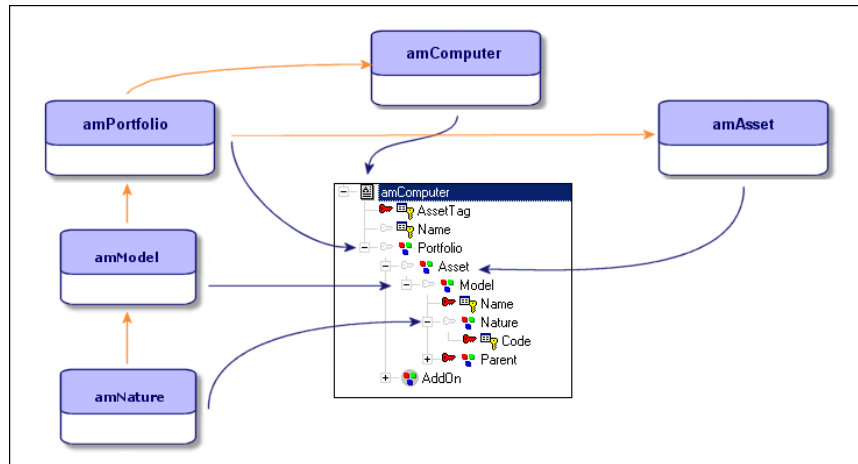 amComputer
amPortfolio
amAsset
amModel
amNature
amComputer
AssetTag
Name
Portfolio
Asset
Model
Name
Nature
Code
Parent
AddOn